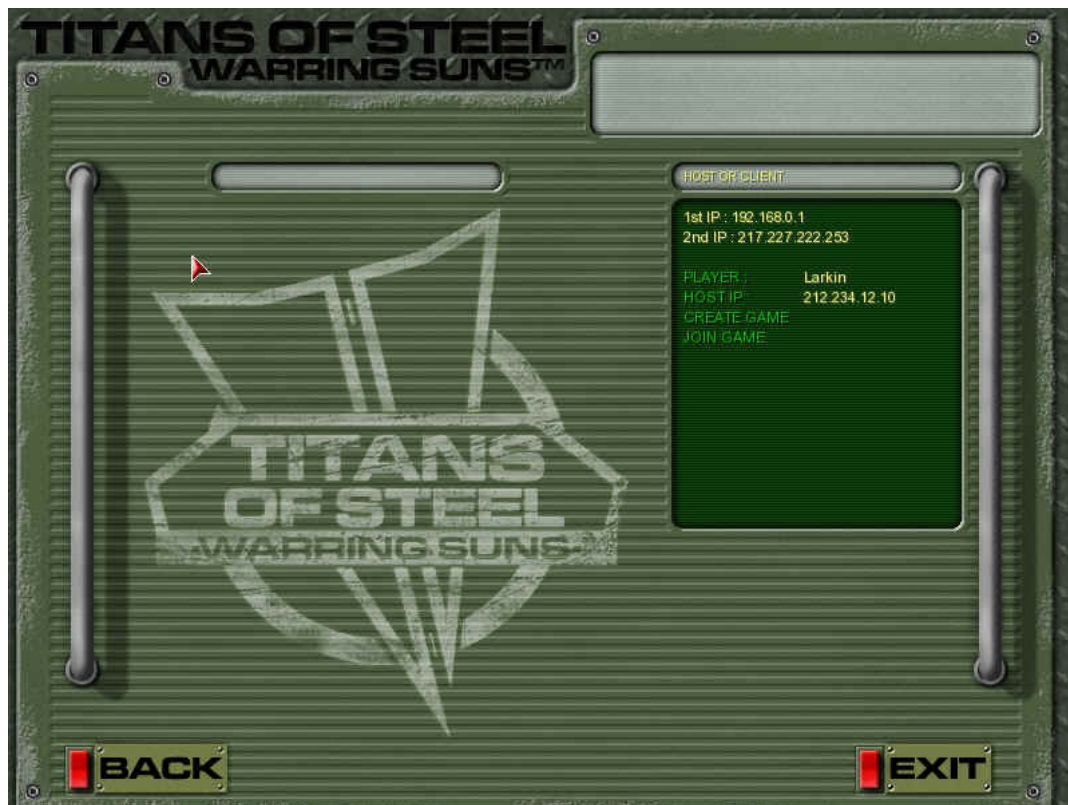 TITANS OF STEEL
WARRING SUNS™
HOST OR CLIENT
1st IP : 192.168.0.1
2nd IP : 217.227.222.253
PLAYER : Larkin
HOST IP : 212.234.12.10
CREATE GAME
JOIN GAME
TITANS
OF STEEL
WARRING SUNS
BACK
EXIT